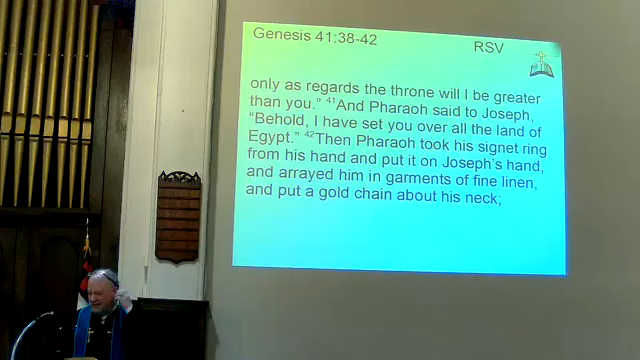 Genesis 41:38-42
RSV
only as regards the throne will I be greater
than you.” ⁴¹And Pharaoh said to Joseph,
“Behold, I have set you over all the land of
Egypt.” ⁴²Then Pharaoh took his signet ring
from his hand and put it on Joseph’s hand,
and arrayed him in garments of fine linen,
and put a gold chain about his neck;